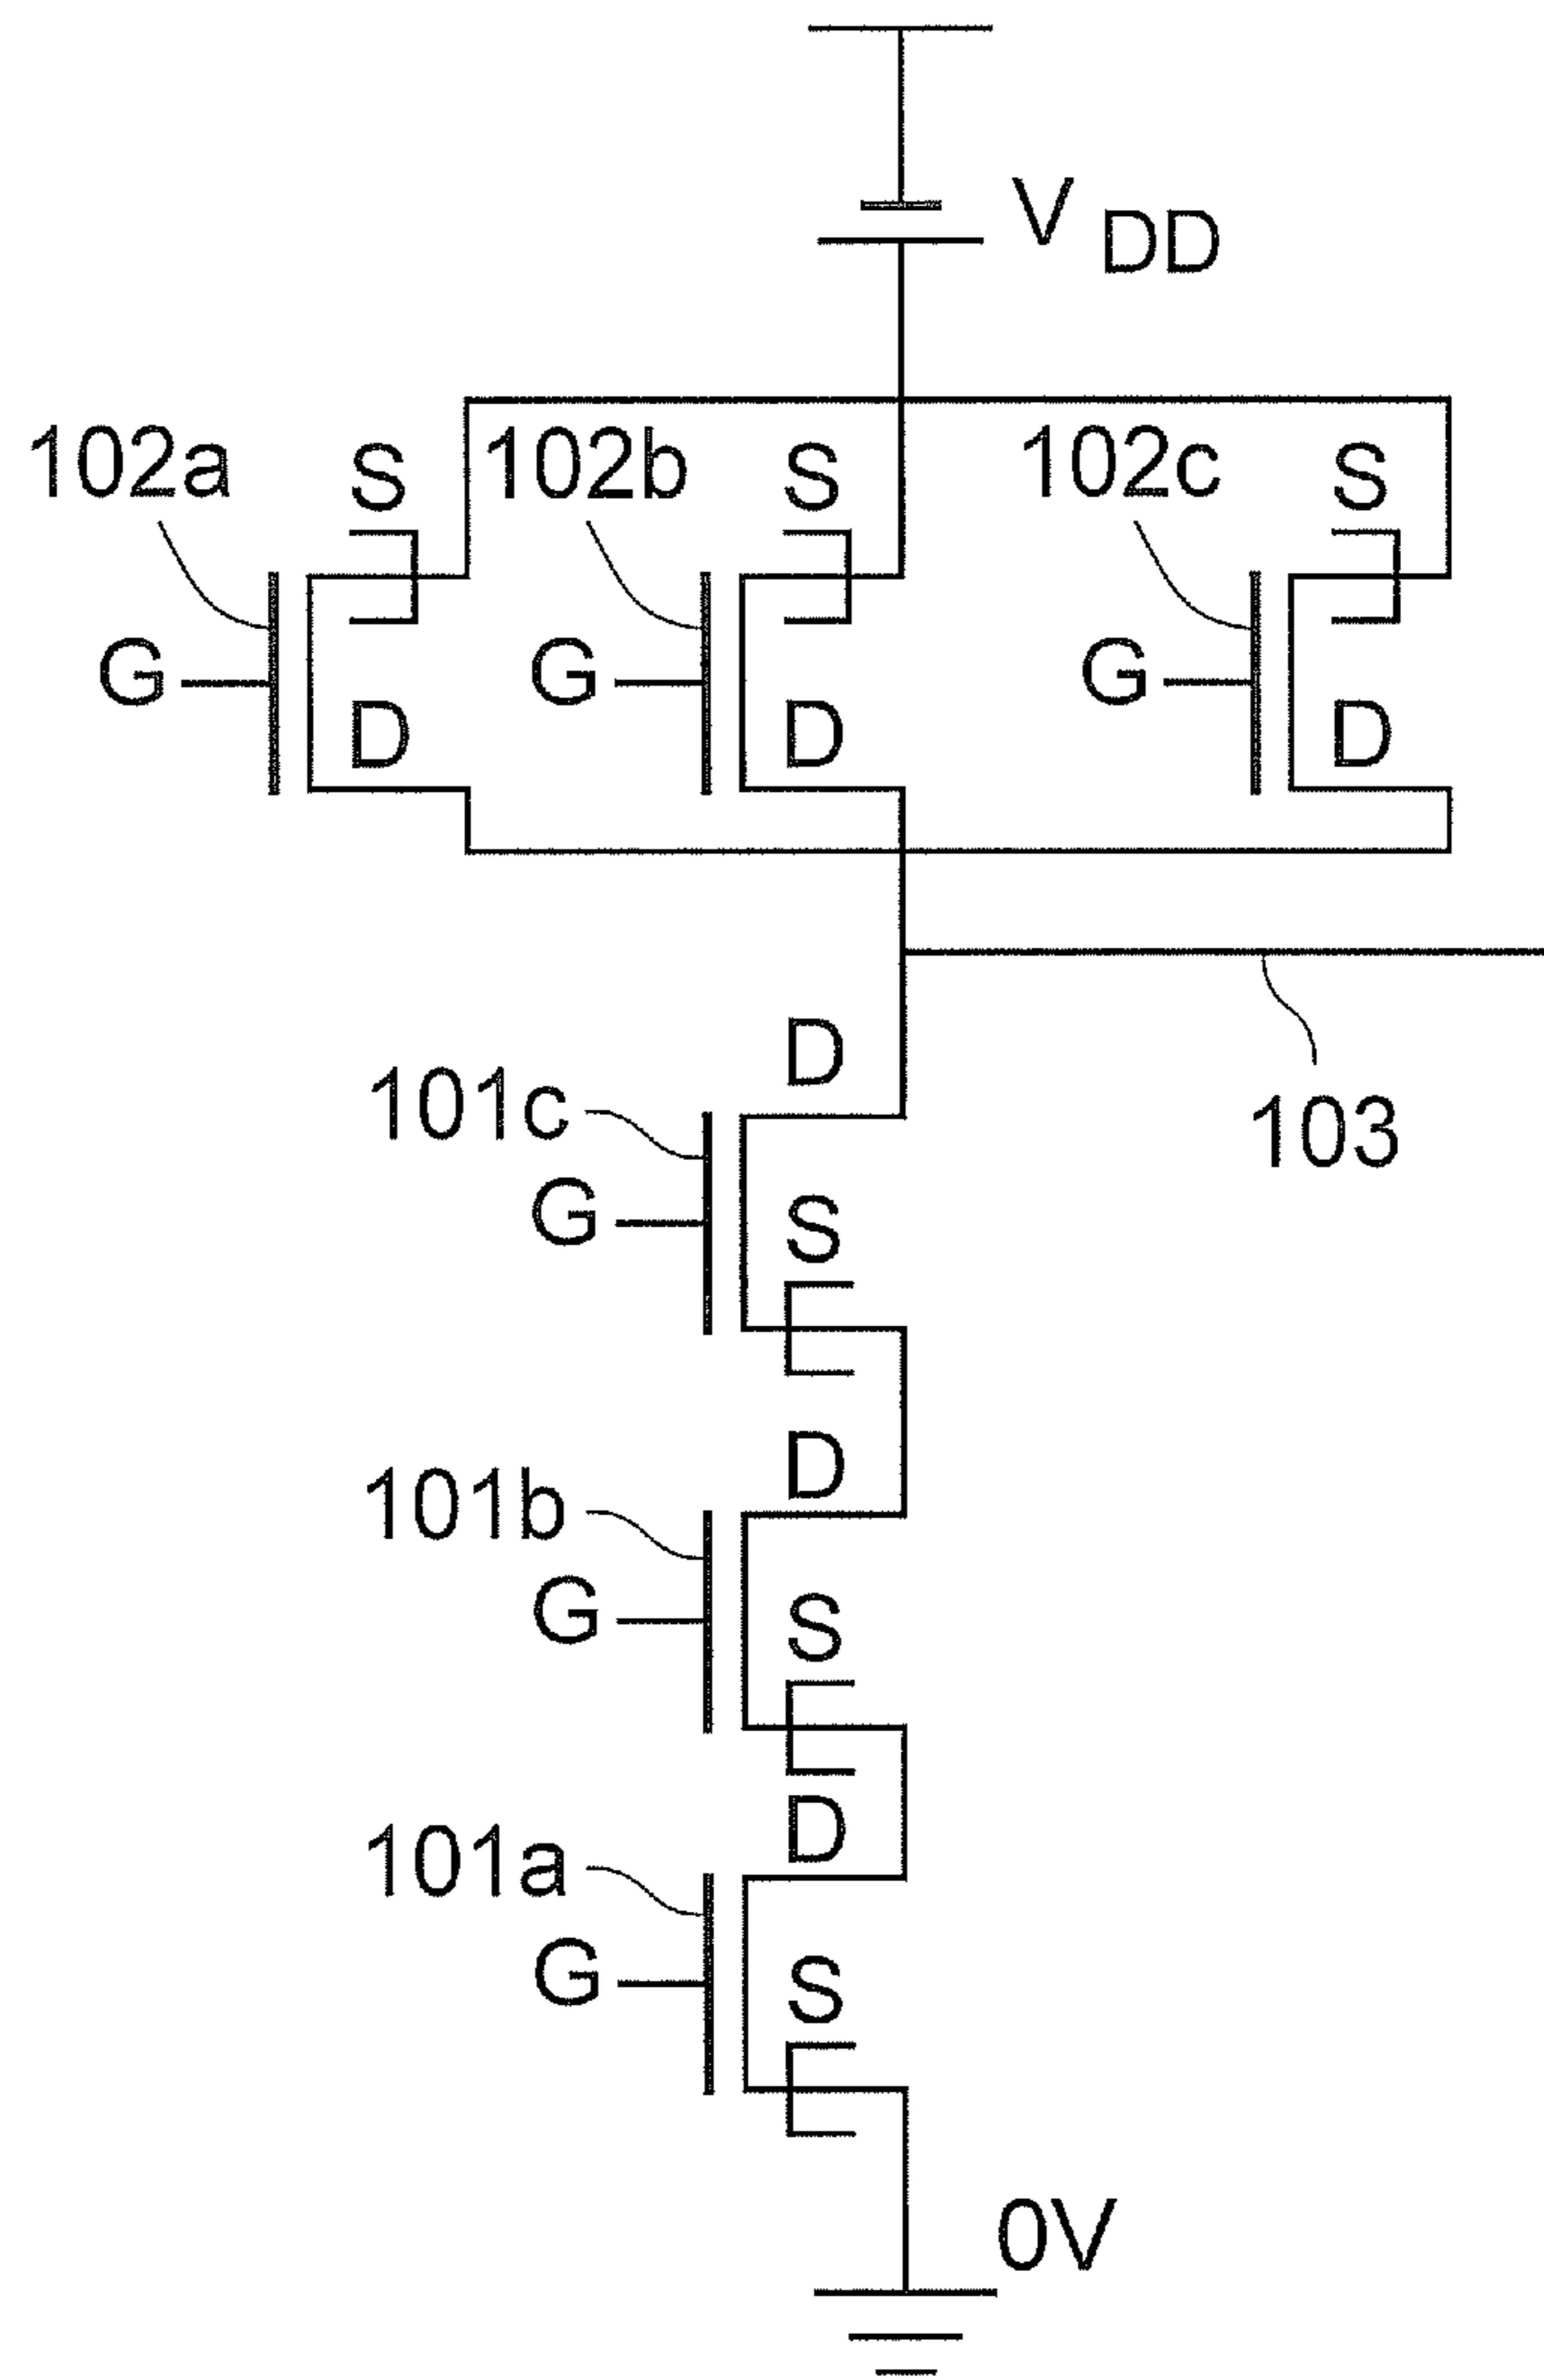 V DD
102a S 102b S 102c S
G G G
D D D
D
101c 103
G S
D
101b
G S
D
101a
G S
0V